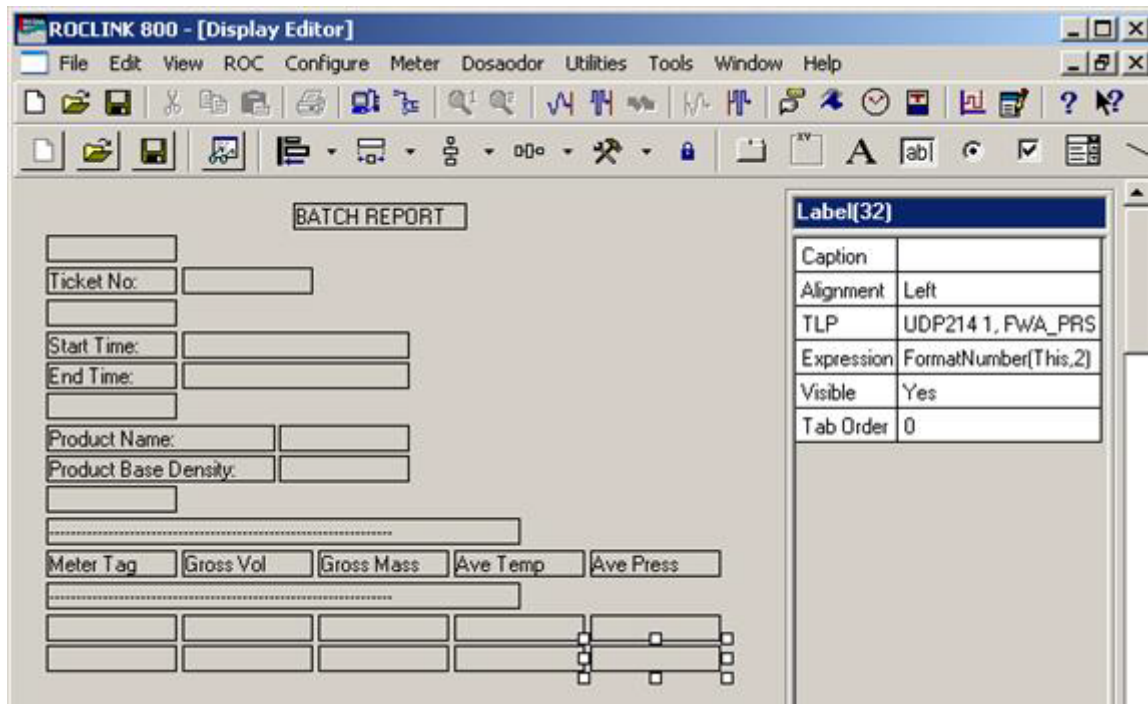 ROCLINK 800 - [Display Editor]
File Edit View ROC Configure Meter Dosaodor Utilities Tools Window Help
A ab|
BATCH REPORT
Ticket No:
Start Time:
End Time:
Product Name:
Product Base Density:
--------------------------------------------------------------------------------
Meter Tag Gross Vol Gross Mass Ave Temp Ave Press
--------------------------------------------------------------------------------
Label(32)
Caption
Alignment Left
TLP UDP214 1, FWA_PRS
Expression FormatNumber(This,2)
Visible Yes
Tab Order 0